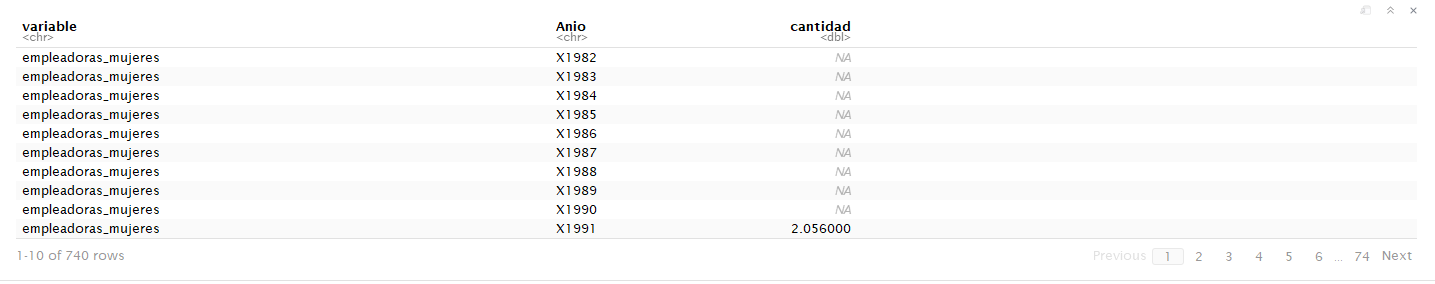 variable Anio cantidad
<chr> <chr> <dbl>
empleadoras_mujeres X1982 NA
empleadoras_mujeres X1983 NA
empleadoras_mujeres X1984 NA
empleadoras_mujeres X1985 NA
empleadoras_mujeres X1986 NA
empleadoras_mujeres X1987 NA
empleadoras_mujeres X1988 NA
empleadoras_mujeres X1989 NA
empleadoras_mujeres X1990 NA
empleadoras_mujeres X1991 2.056000
1-10 of 740 rows Previous 1 2 3 4 5 6 ... 74 Next